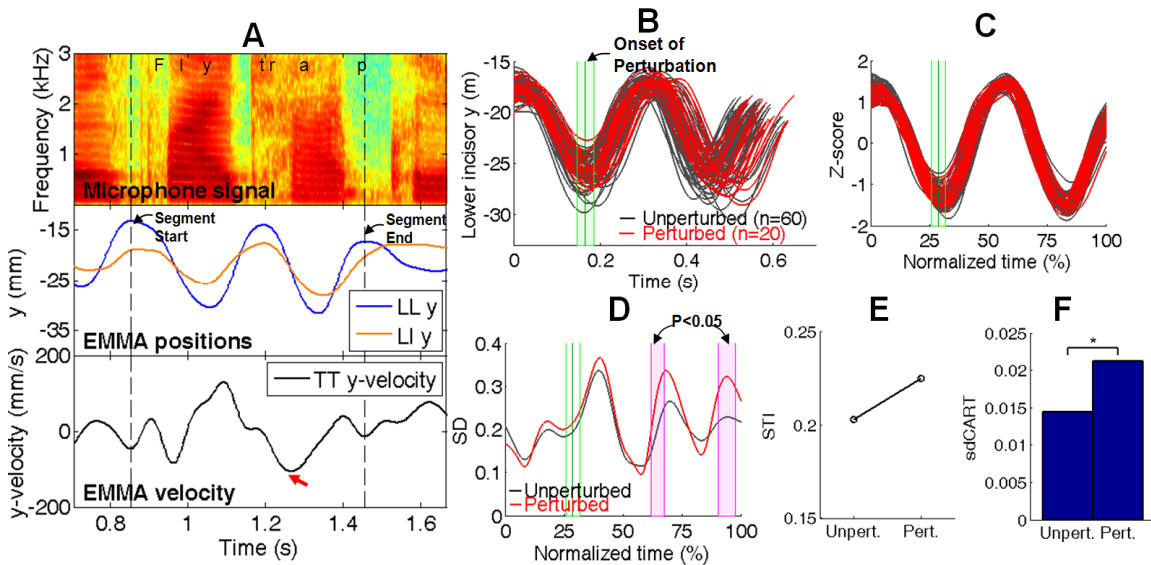 A
3
2
1
Frequency (kHz)
F l y t r a p
Microphone signal
-15
-25
-35
y (mm)
Segment
Start
Segment
End
LL y
LI y
EMMA positions
200
0
-200
y-velocity (mm/s)
TT y-velocity
EMMA velocity
0.8
1
1.2
1.4
1.6
Time (s)
B
Onset of
Perturbation
-15
-20
-25
-30
Lower incisor y (m)
Unperturbed (n=60)
Perturbed (n=20)
0.0
0.2
0.4
0.6
Time (s)
C
2
1
0
-1
-2
Z-score
0
25
50
75
100
Normalized time (%)
D
P<0.05
0.4
0.3
0.2
0.1
0
SD
Unperturbed
Perturbed
0
25
50
75
100
Normalized time (%)
E
0.25
0.2
0.15
STI
Unpert.
Pert.
F
*
0.025
0.02
0.015
0.01
0.005
0
sdCART
Unpert.
Pert.